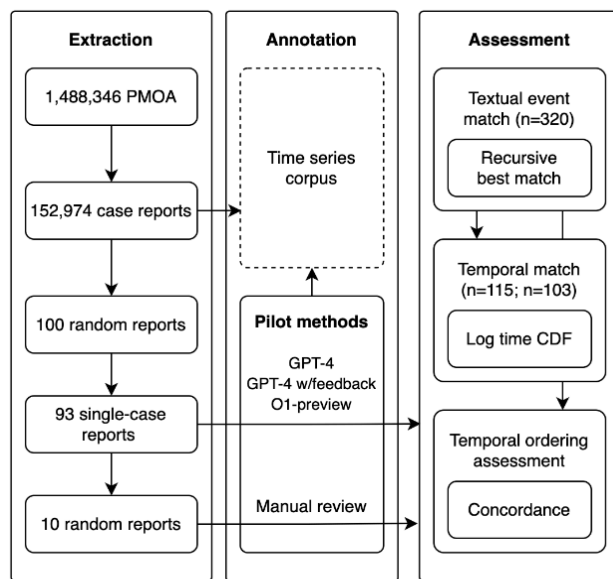 Extraction
1,488,346 PMOA
152,974 case reports
100 random reports
93 single-case
reports
10 random reports
Annotation
Time series
corpus
Pilot methods
GPT-4
GPT-4 w/feedback
O1-preview
Manual review
Assessment
Textual event
match (n=320)
Recursive
best match
Temporal match
(n=115; n=103)
Log time CDF
Temporal ordering
assessment
Concordance